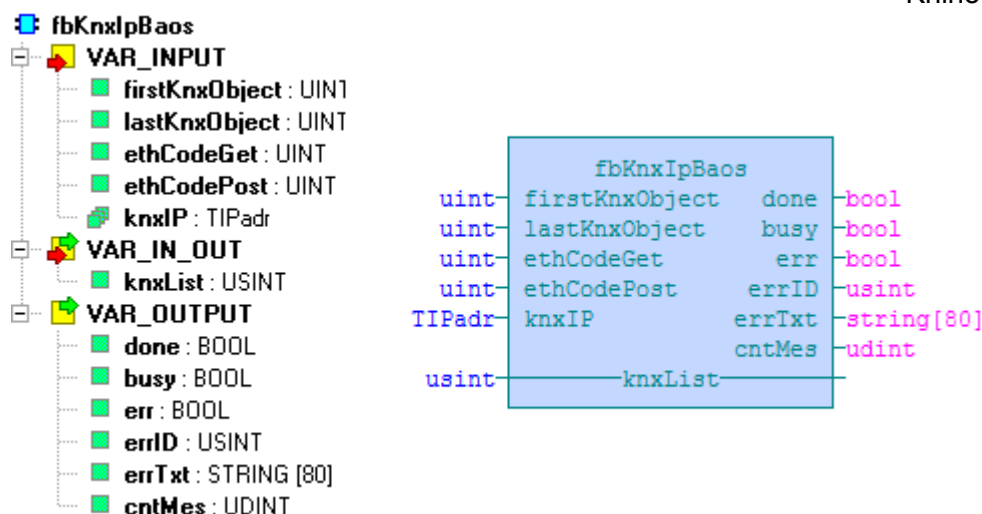 fbKnxIpBaos
VAR_INPUT
firstKnxObject : UINT
lastKnxObject : UINT
ethCodeGet : UINT
ethCodePost : UINT
knxIP : TIPadr
VAR_IN_OUT
knxList : USINT
VAR_OUTPUT
done : BOOL
busy : BOOL
err : BOOL
errID : USINT
errTxt : STRING [80]
cntMes : UDINT
fbKnxIpBaos
uint firstKnxObject done bool
uint lastKnxObject busy bool
uint ethCodeGet err bool
uint ethCodePost errID usint
TIPadr knxIP errTxt string[80]
cntMes udint
usint knxList